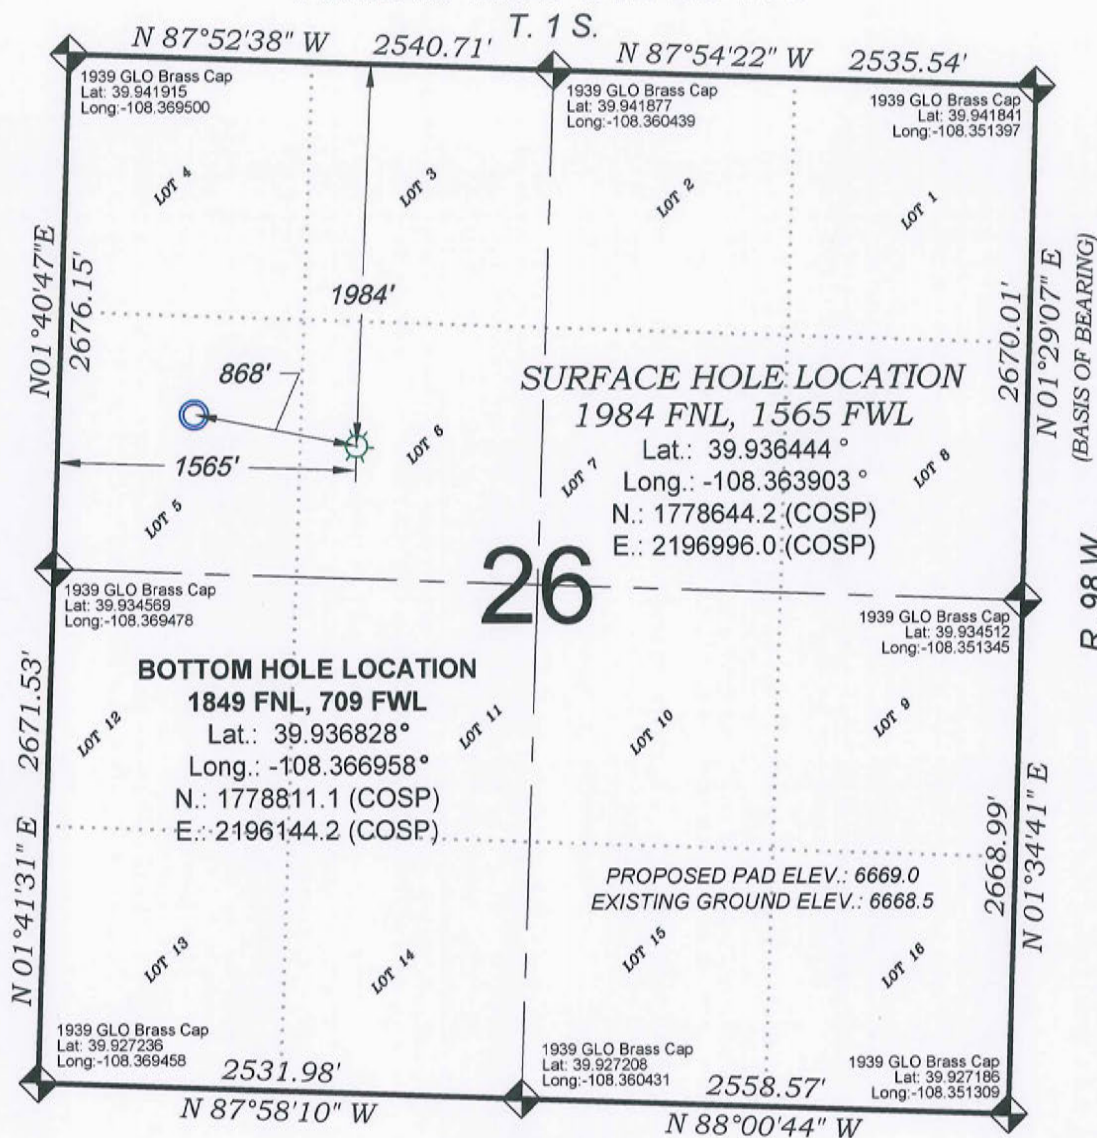 T. 1 S.
N 87°52'38" W 2540.71'
N 87°54'22" W 2535.54'
1939 GLO Brass Cap
Lat: 39.941915
Long:-108.369500
1939 GLO Brass Cap
Lat: 39.941877
Long:-108.360439
1939 GLO Brass Cap
Lat: 39.941841
Long:-108.351397
LOT 4
LOT 3
LOT 2
LOT 1
N01°40'47"E
2676.15'
1984'
2670.01'
N 01°29'07" E
(BASIS OF BEARING)
868'
SURFACE HOLE LOCATION
1984 FNL, 1565 FWL
Lat.: 39.936444 °
Long.: -108.363903 °
N.: 1778644.2 (COSP)
E.: 2196996.0 (COSP)
1565'
LOT 5
LOT 6
LOT 7
LOT 8
26
R. 98 W
1939 GLO Brass Cap
Lat: 39.934569
Long:-108.369478
1939 GLO Brass Cap
Lat: 39.934512
Long:-108.351345
BOTTOM HOLE LOCATION
1849 FNL, 709 FWL
Lat.: 39.936828°
Long.: -108.366958°
N.: 1778811.1 (COSP)
E.: 2196144.2 (COSP)
LOT 12
LOT 11
LOT 10
LOT 9
N 01°41'31" E 2671.53'
2668.99'
N 01°34'41" E
PROPOSED PAD ELEV.: 6669.0
EXISTING GROUND ELEV.: 6668.5
LOT 13
LOT 14
LOT 15
LOT 16
1939 GLO Brass Cap
Lat: 39.927236
Long:-108.369458
1939 GLO Brass Cap
Lat: 39.927208
Long:-108.360431
1939 GLO Brass Cap
Lat: 39.927186
Long:-108.351309
2531.98'
N 87°58'10" W
2558.57'
N 88°00'44" W